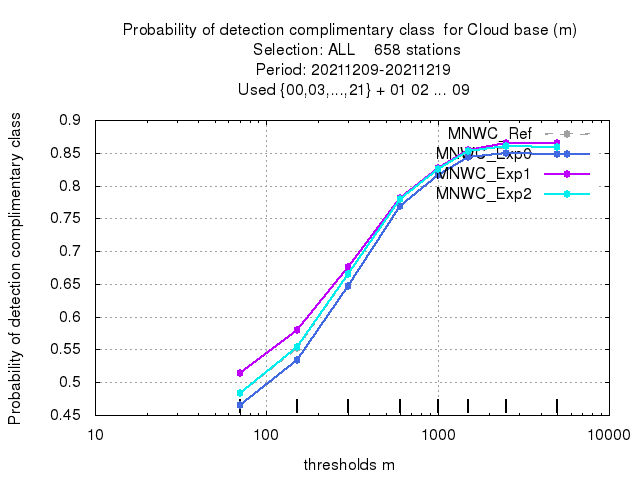 Probability of detection complimentary class  for Cloud base (m)
Selection: ALL    658 stations
Period: 20211209-20211219
Used {00,03,...,21} + 01 02 ... 09
Probability of detection complimentary class
0.9
0.85
0.8
0.75
0.7
0.65
0.6
0.55
0.5
0.45
MNWC_Ref
MNWC_Exp0
MNWC_Exp1
MNWC_Exp2
10 100 1000 10000
thresholds m